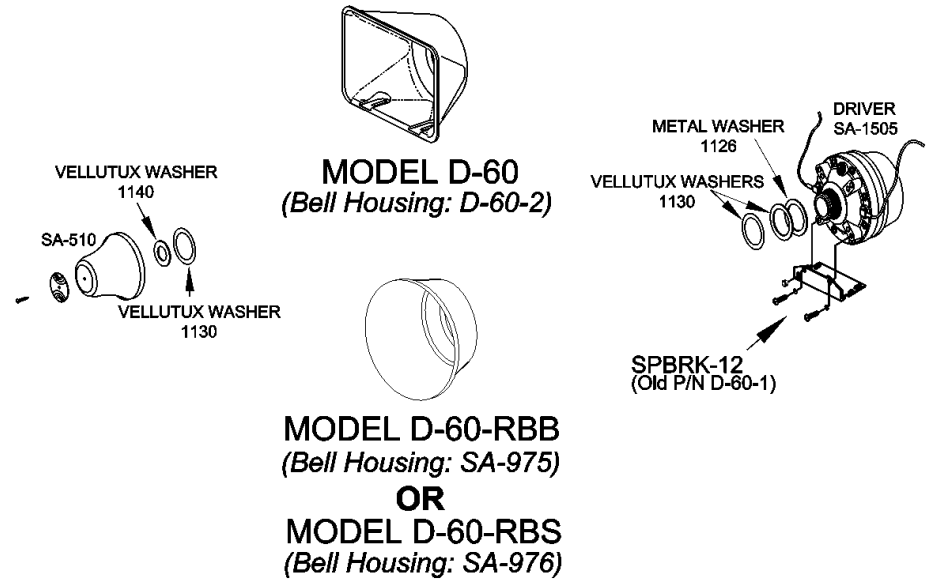 VELLUTUX WASHER
1140
SA-510
VELLUTUX WASHER
1130
MODEL D-60
(Bell Housing: D-60-2)
MODEL D-60-RBB
(Bell Housing: SA-975)
OR
MODEL D-60-RBS
(Bell Housing: SA-976)
DRIVER
SA-1505
METAL WASHER
1126
VELLUTUX WASHERS
1130
SPBRK-12
(Old P/N D-60-1)